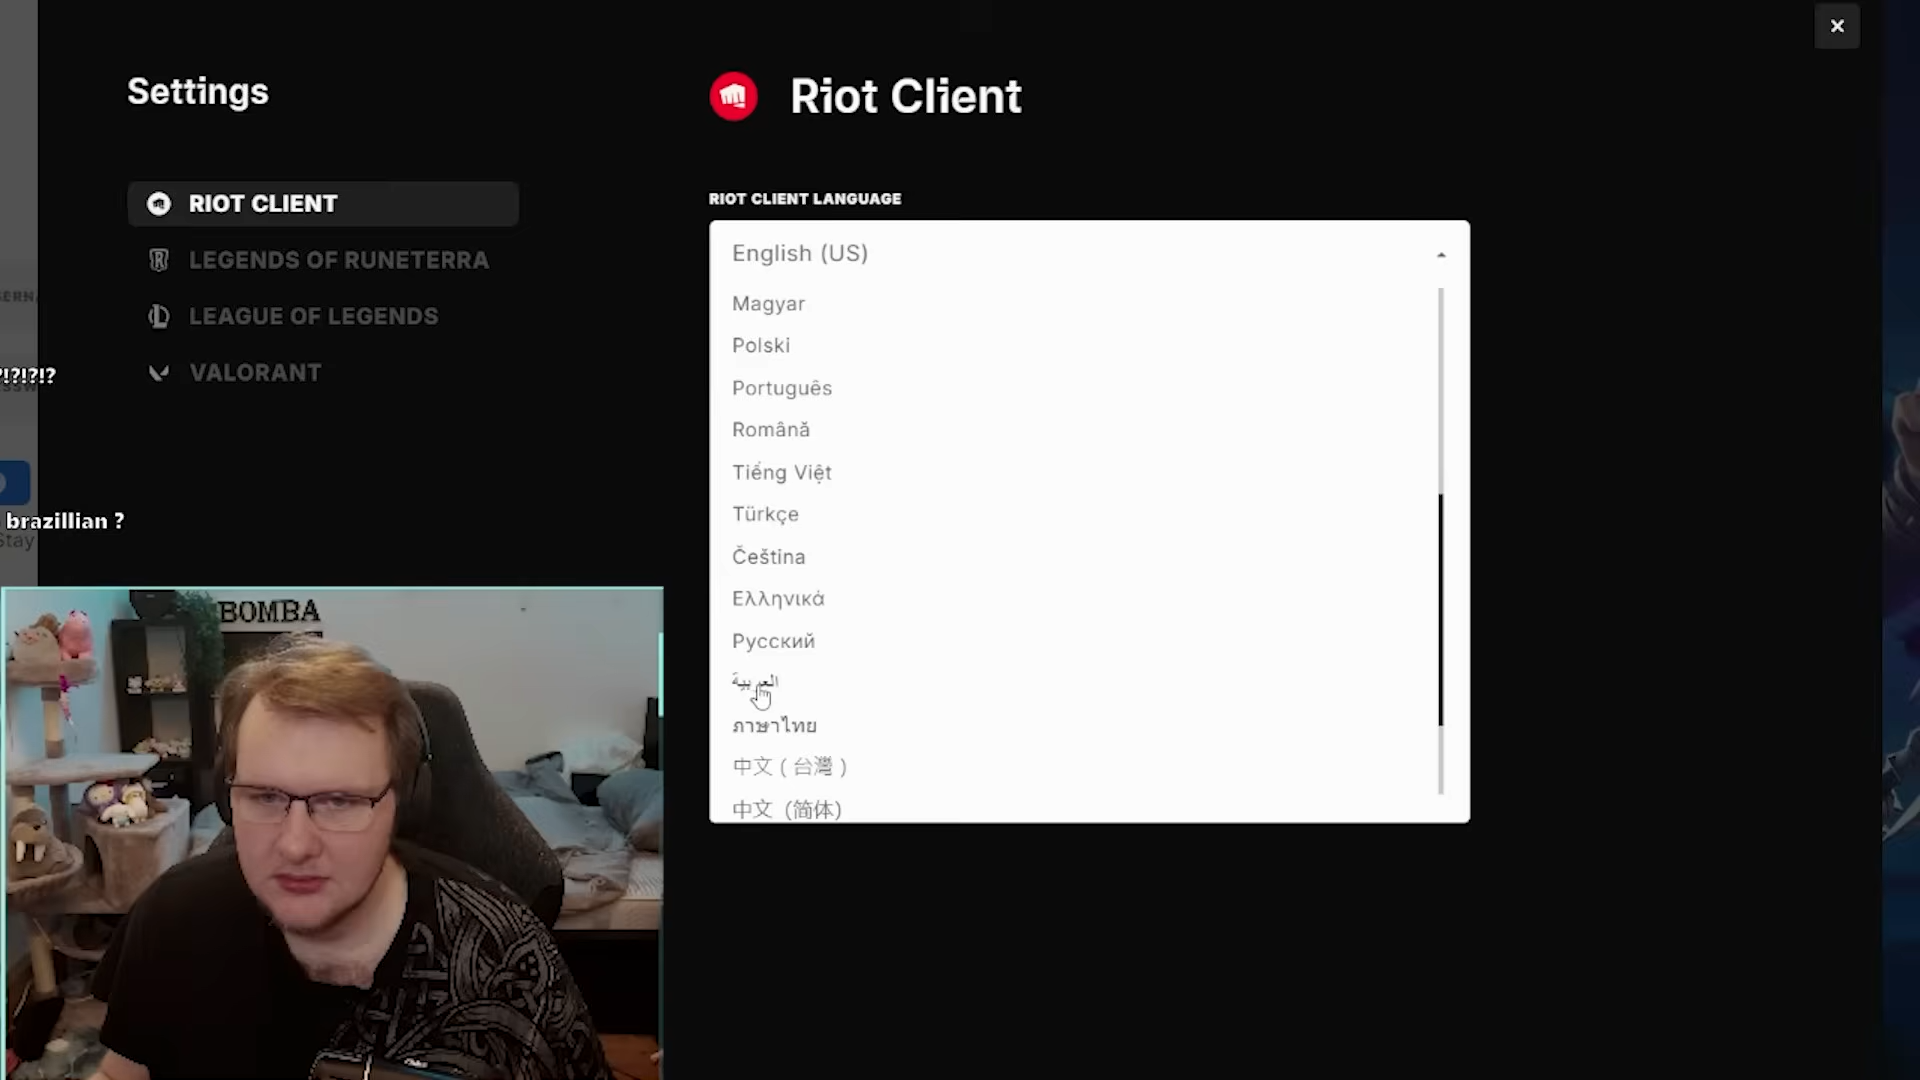 Settings
RIOT CLIENT
LEGENDS OF RUNETERRA
LEAGUE OF LEGENDS
VALORANT
Riot Client
RIOT CLIENT LANGUAGE
English (US)
Magyar
Polski
Português
Română
Tiếng Việt
Türkçe
Čeština
Ελληνικά
Русский
العربية
ภาษาไทย
中文 ( 台灣 )
中文 (简体)
?!?!?!?
brazillian ?
Stay
BOMBA